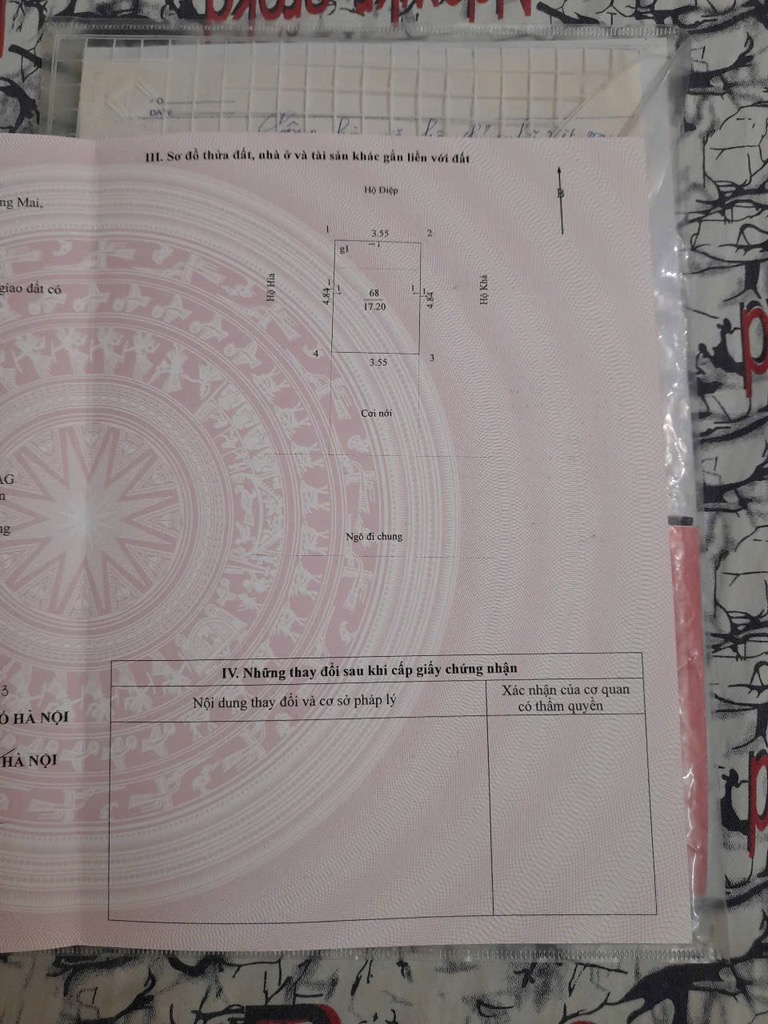 III. Sơ đồ thửa đất, nhà ở và tài sản khác gắn liền với đất
ng Mai,
giao đất có
AG
n
ng
3
Ố HÀ NỘI
HÀ NỘI
Hộ Điệp
B
1
3.55
2
g1
Hộ Hia
4.84
1
68
17.20
1
4.84
Hộ Khá
4
3.55
3
Cơi nới
Ngõ đi chung
IV. Những thay đổi sau khi cấp giấy chứng nhận
Nội dung thay đổi và cơ sở pháp lý
Xác nhận của cơ quan
có thẩm quyền